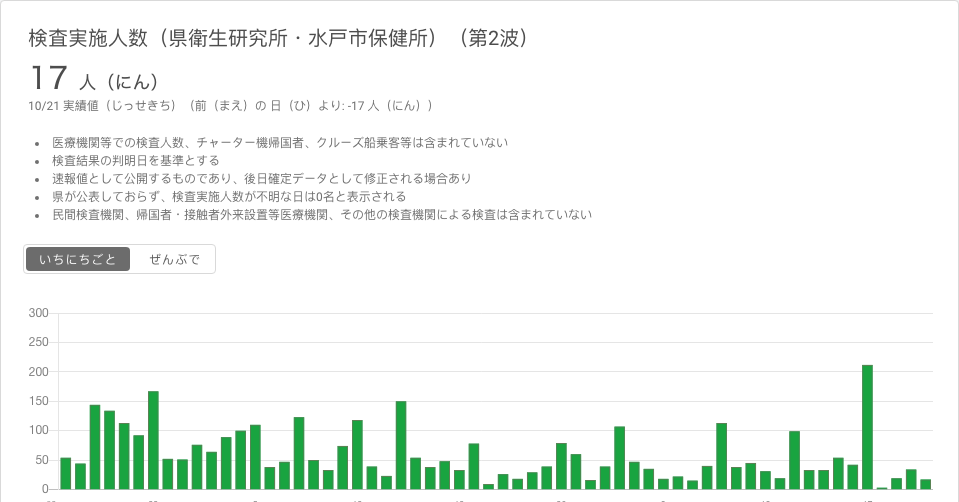 検査実施人数（県衛生研究所・水戸市保健所）（第2波）
17 人（にん）
10/21 実績値（じっせきち）（前（まえ）の 日（ひ）より: -17 人（にん））
• 医療機関等での検査人数、チャーター機帰国者、クルーズ船乗客等は含まれていない
• 検査結果の判明日を基準とする
• 速報値として公開するものであり、後日確定データとして修正される場合あり
• 県が公表しておらず、検査実施人数が不明な日は0名と表示される
• 民間検査機関、帰国者・接触者外来設置等医療機関、その他の検査機関による検査は含まれていない
いちにちごと ぜんぶで
300
250
200
150
100
50
0